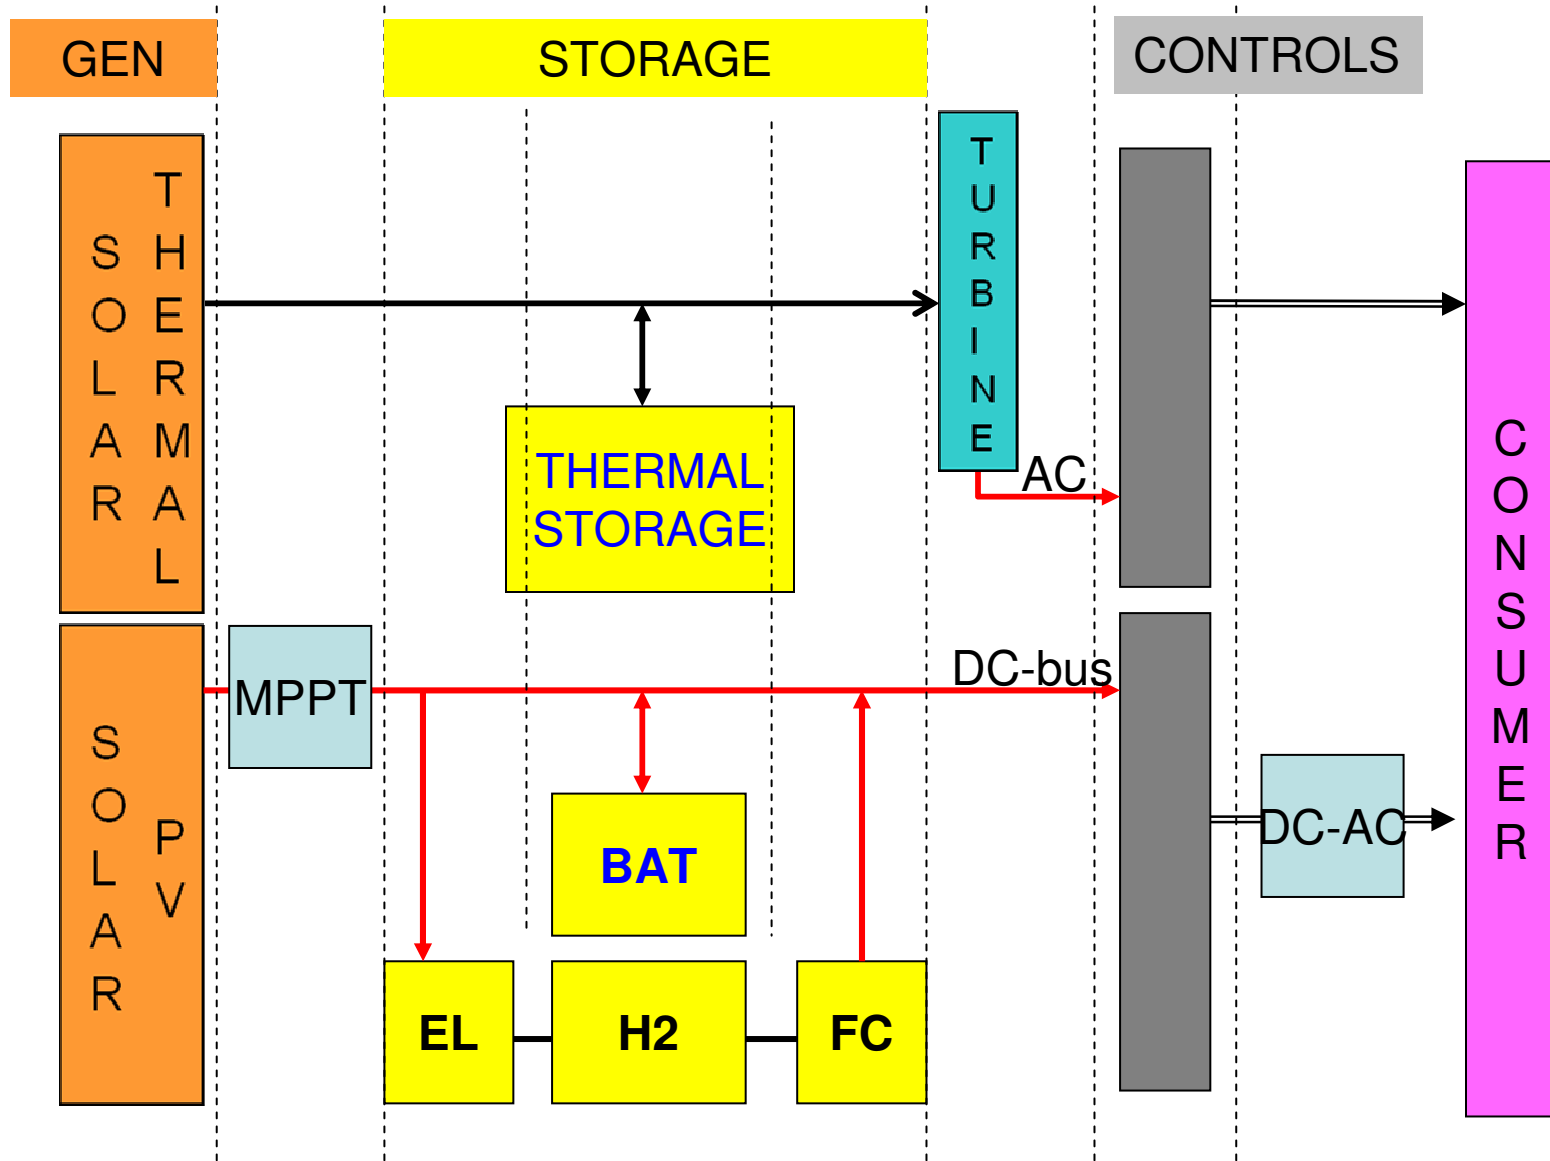 GEN
STORAGE
CONTROLS
SOLAR
THERMAL
TURBINE
THERMAL
STORAGE
AC
CONSUMER
SOLAR
PV
MPPT
DC-bus
BAT
DC-AC
EL
H2
FC